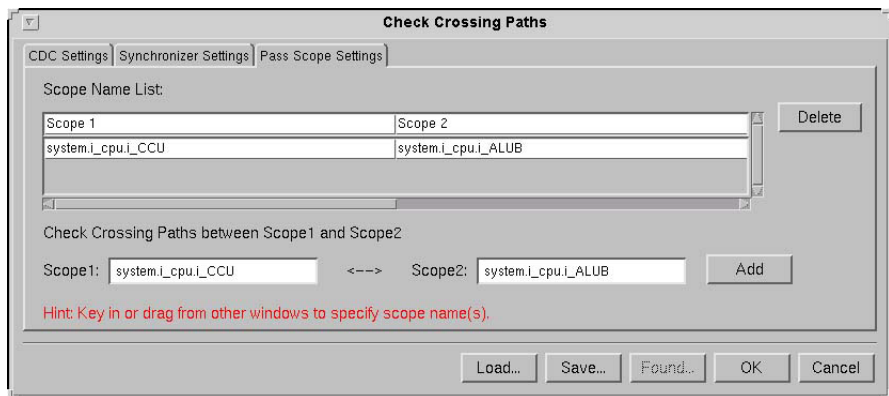 Check Crossing Paths
CDC Settings Synchronizer Settings Pass Scope Settings
Scope Name List:
Scope 1 Scope 2
Delete
system.i_cpu.i_CCU system.i_cpu.i_ALUB
Check Crossing Paths between Scope1 and Scope2
Scope1: system.i_cpu.i_CCU <--> Scope2: system.i_cpu.i_ALUB Add
Hint: Key in or drag from other windows to specify scope name(s).
Load... Save... Found... OK Cancel